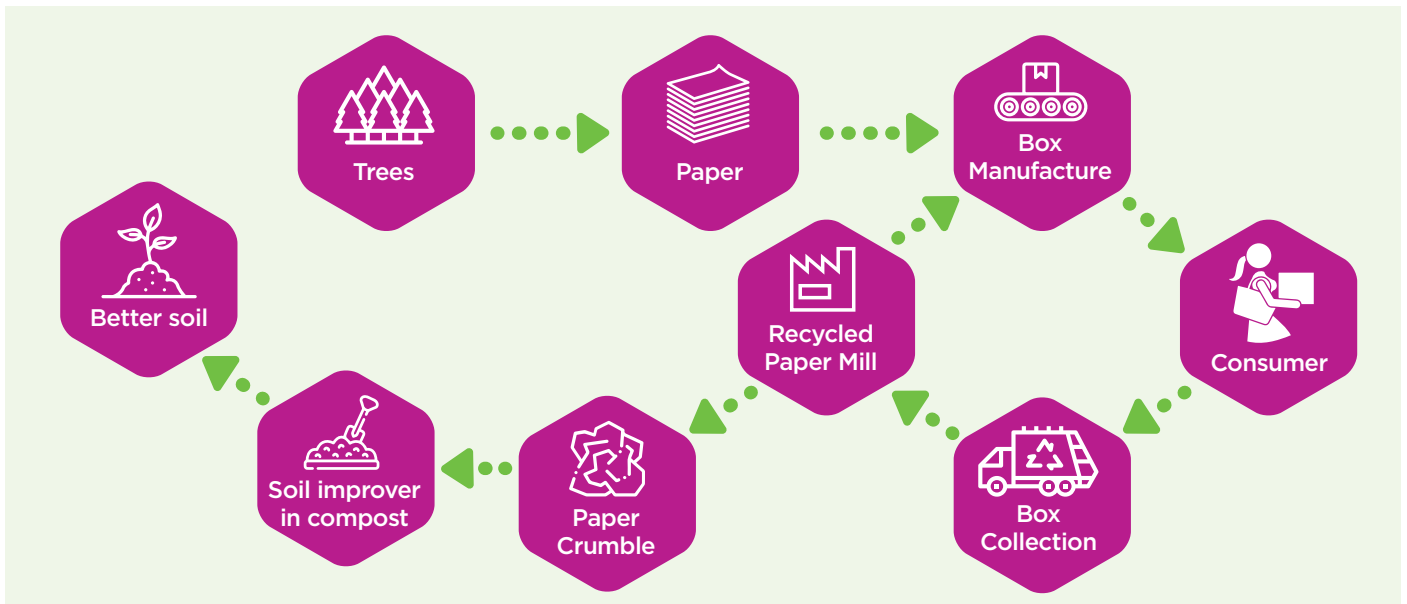 Trees
Paper
Box
Manufacture
Better soil
Recycled
Paper Mill
Consumer
Soil improver
in compost
Paper
Crumble
Box
Collection